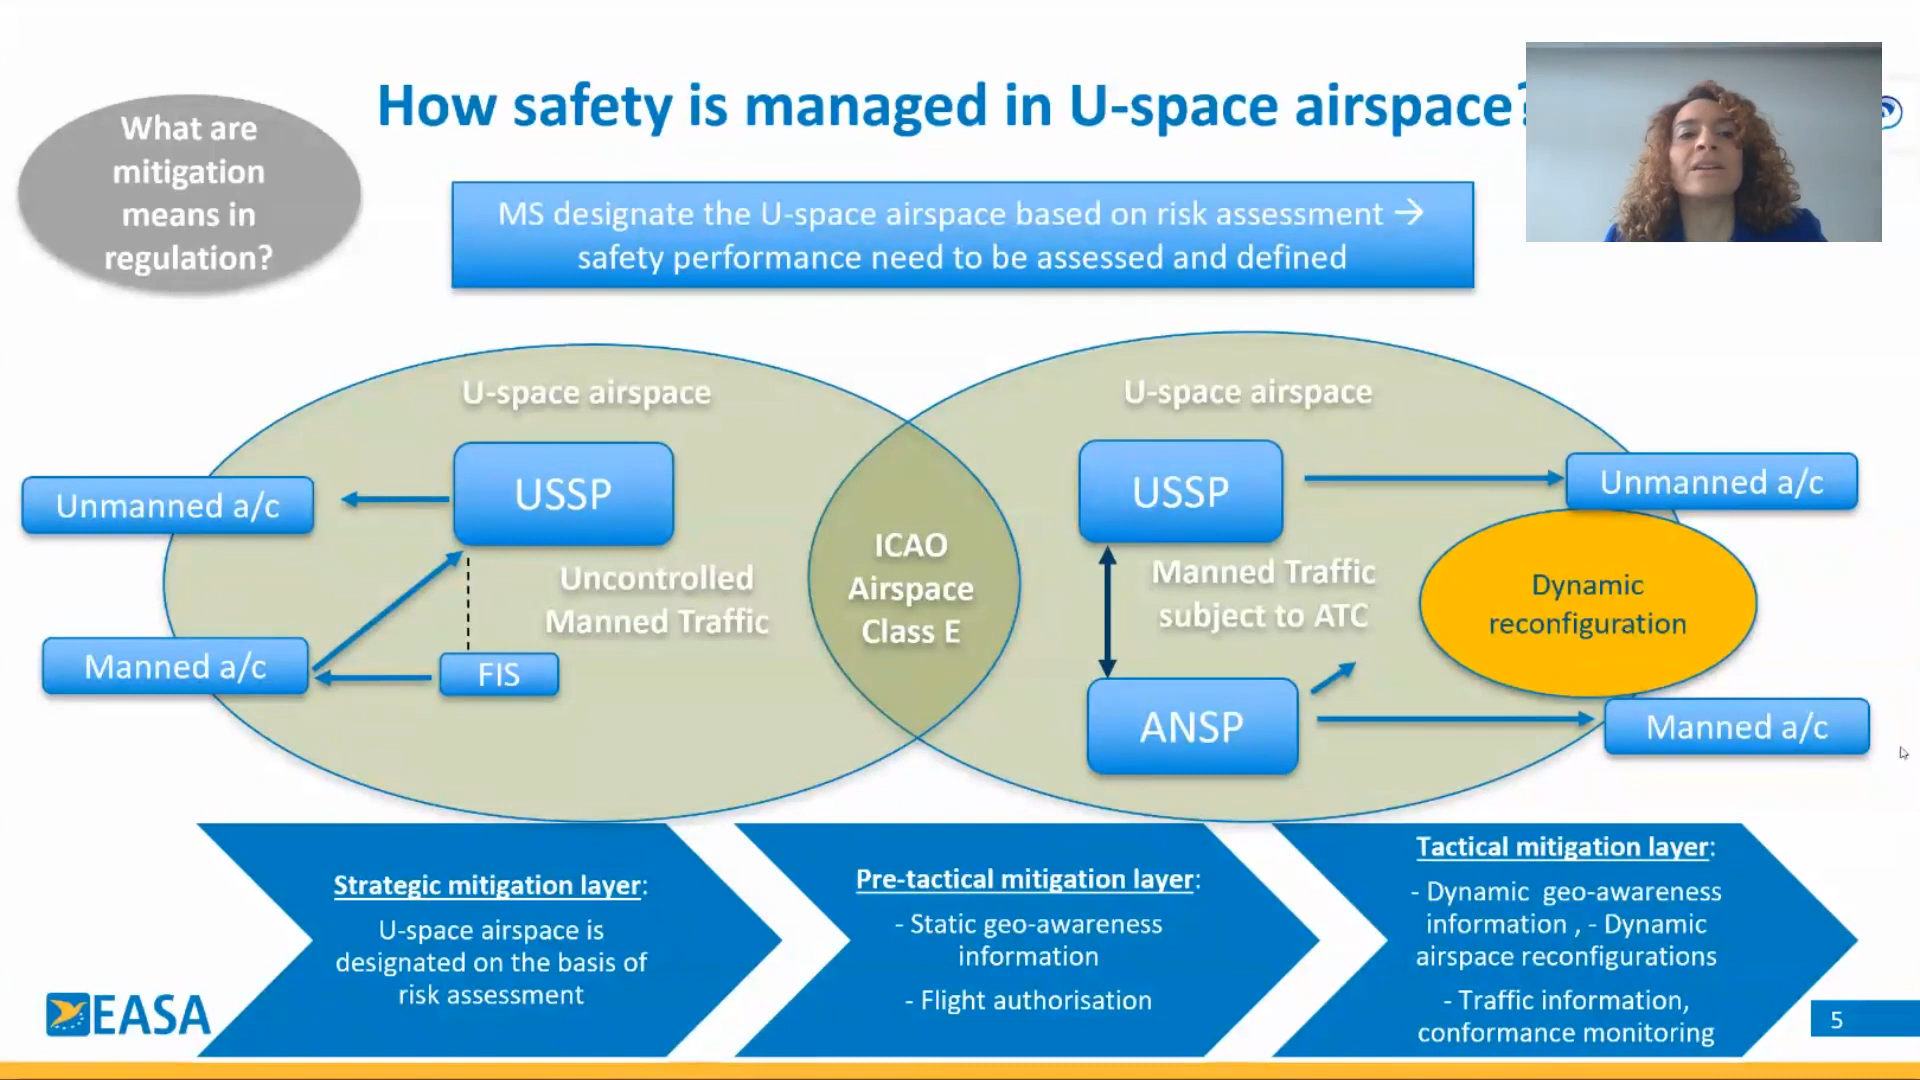 How safety is managed in U-space airspace?
What are
mitigation
means in
regulation?
MS designate the U-space airspace based on risk assessment →
safety performance need to be assessed and defined
U-space airspace
Unmanned a/c
USSP
Uncontrolled
Manned Traffic
Manned a/c
FIS
ICAO
Airspace
Class E
U-space airspace
USSP
Unmanned a/c
Manned Traffic
subject to ATC
Dynamic
reconfiguration
ANSP
Manned a/c
Strategic mitigation layer:
U-space airspace is
designated on the basis of
risk assessment
Pre-tactical mitigation layer:
- Static geo-awareness
information
- Flight authorisation
Tactical mitigation layer:
- Dynamic geo-awareness
information , - Dynamic
airspace reconfigurations
- Traffic information,
conformance monitoring
EASA
5